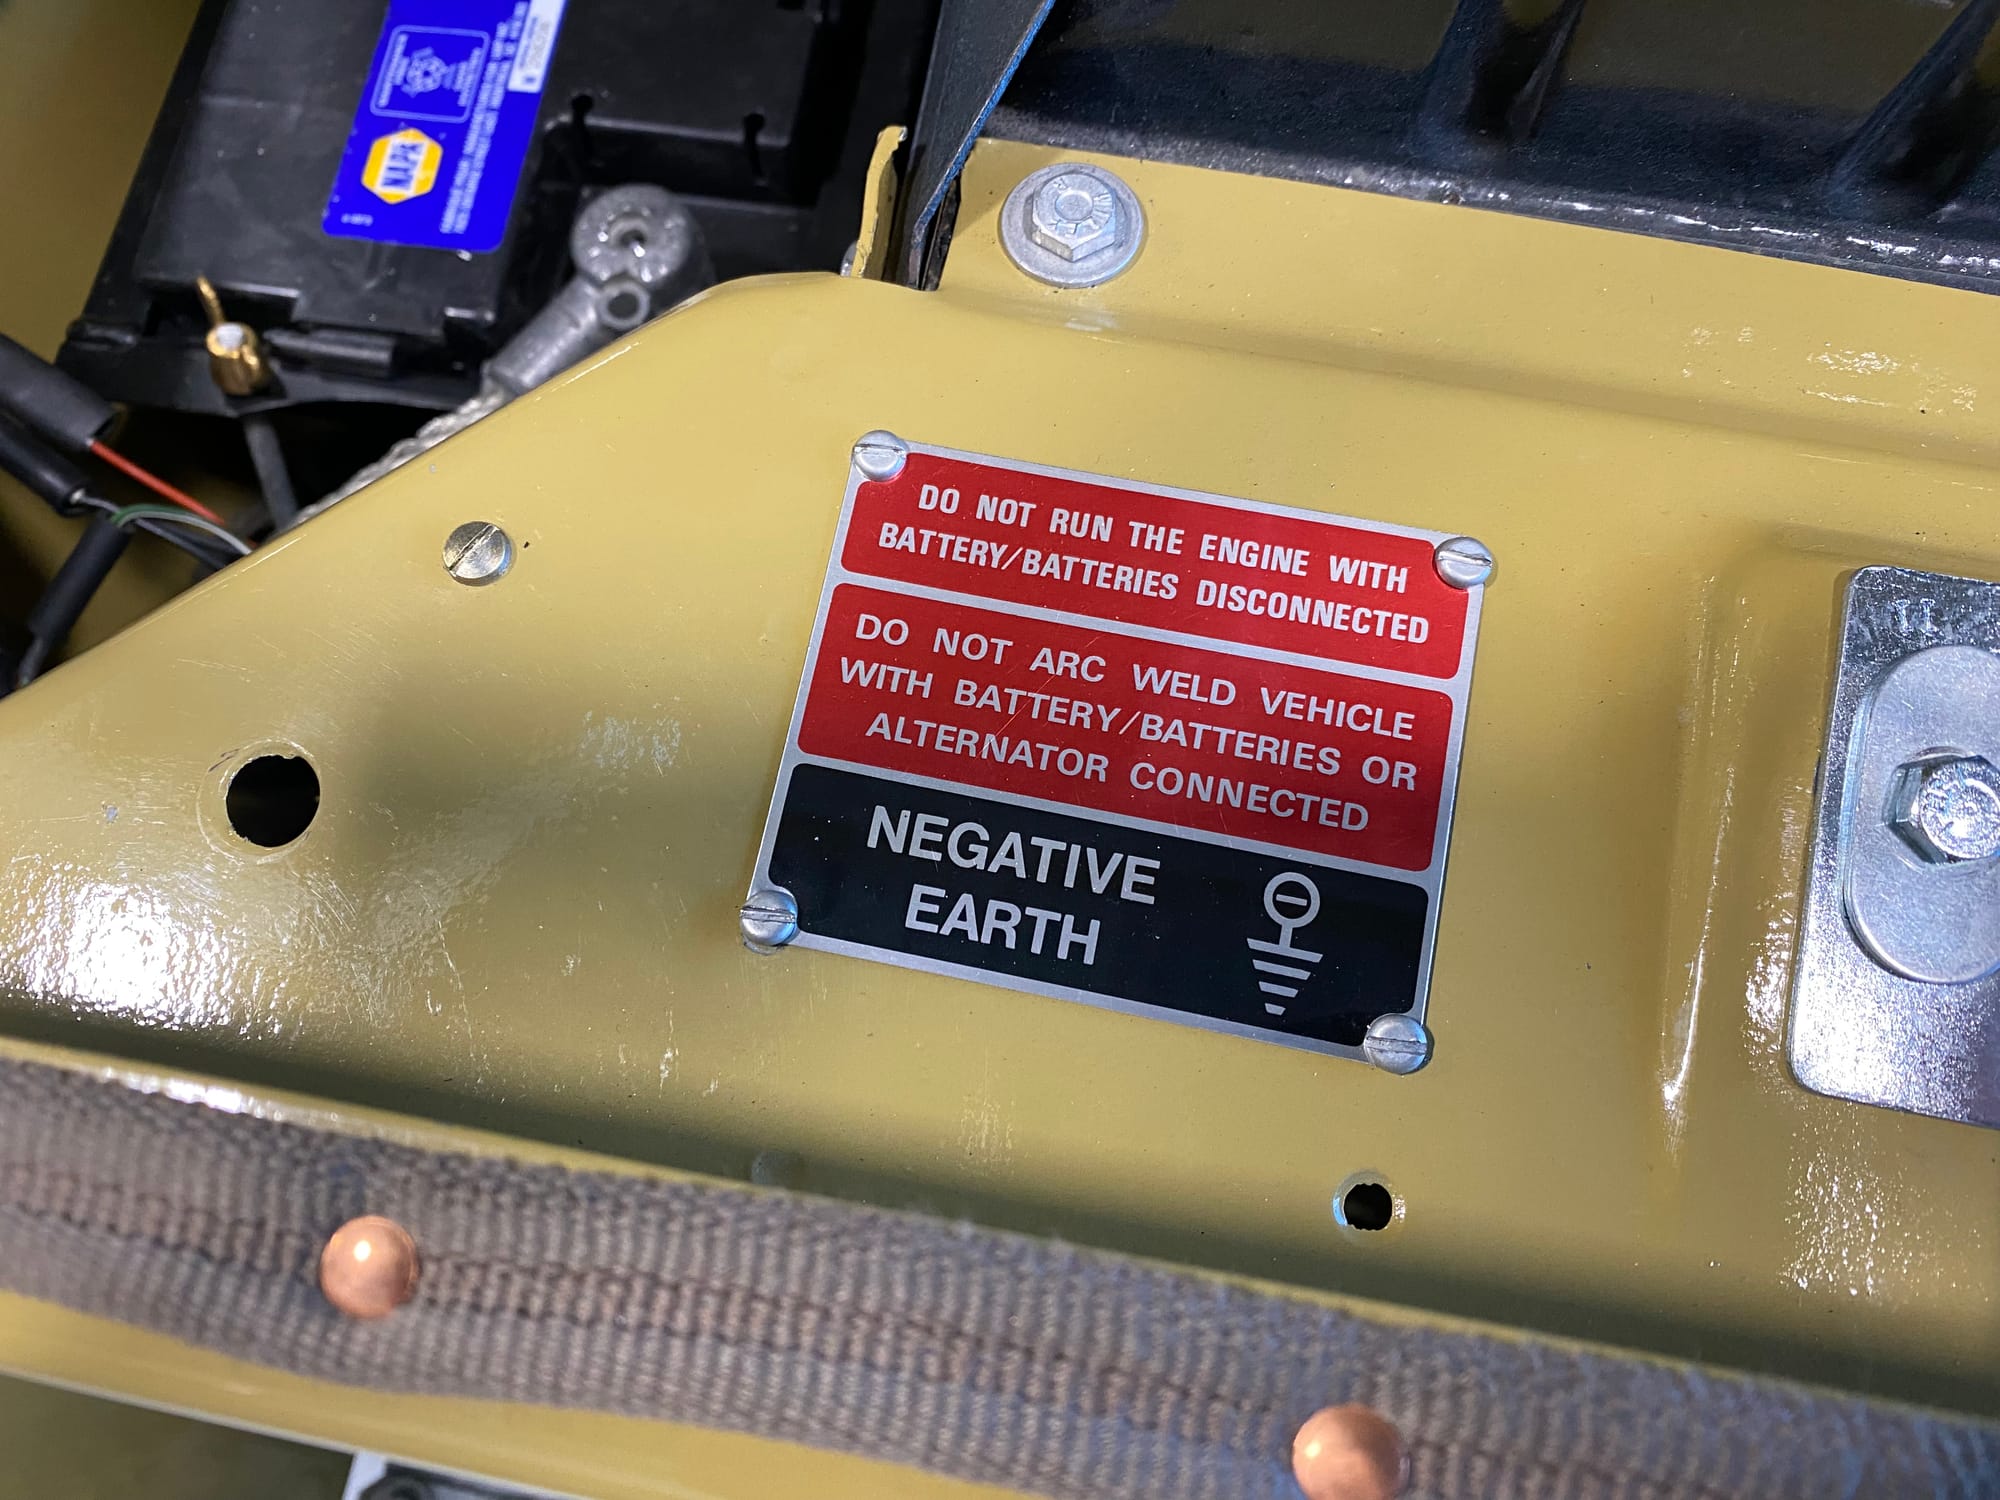 NAPA
DO NOT RUN THE ENGINE WITH
BATTERY/BATTERIES DISCONNECTED
DO NOT ARC WELD VEHICLE
WITH BATTERY/BATTERIES OR
ALTERNATOR CONNECTED
NEGATIVE
EARTH